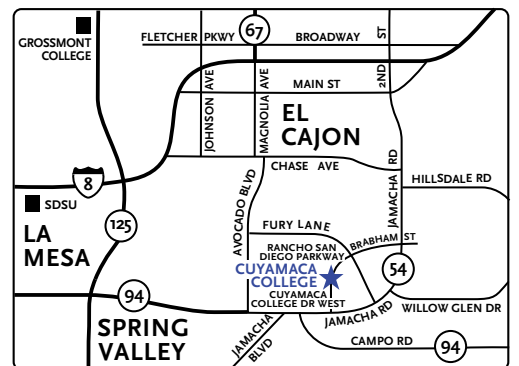 GROSSMONT
COLLEGE
FLETCHER PKWY
67
BROADWAY
2ND ST
MAIN ST
JOHNSON AVE
MAGNOLIA AVE
EL
CAJON
CHASE AVE
JAMACHA RD
HILLSDALE RD
8
SDSU
125
LA
MESA
AVOCADO BLVD
FURY LANE
RANCHO SAN
DIEGO PARKWAY
BRABHAM ST
CUYAMACA
COLLEGE
CUYAMACA
COLLEGE DR WEST
54
94
WILLOW GLEN DR
JAMACHA RD
SPRING
VALLEY
JAMACHA
BLVD
CAMPO RD
94